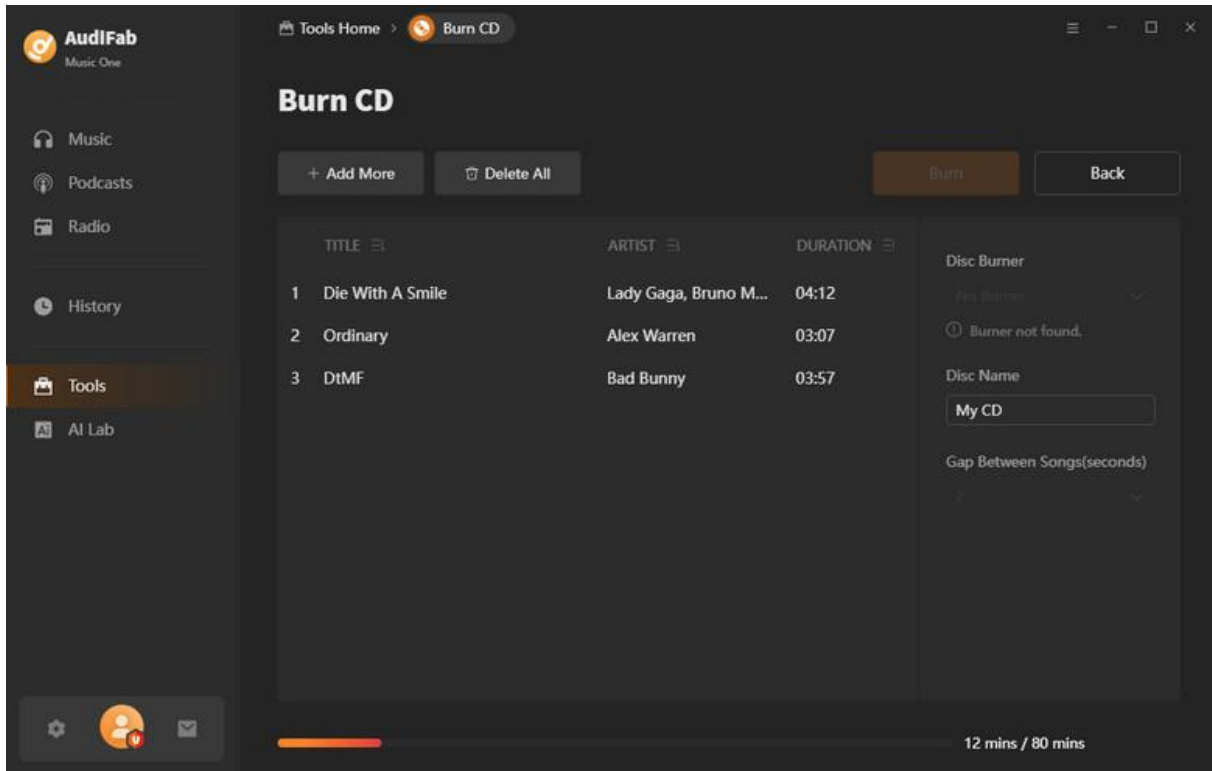 AudiFab
Music One
Tools Home > Burn CD
Burn CD
Music
Podcasts
Radio
History
Tools
AI Lab
+ Add More
Delete All
Burn
Back
TITLE ARTIST DURATION
1 Die With A Smile Lady Gaga, Bruno M... 04:12
2 Ordinary Alex Warren 03:07
3 DtMF Bad Bunny 03:57
Disc Burner
No Burner
Burner not found.
Disc Name
My CD
Gap Between Songs(seconds)
12 mins / 80 mins